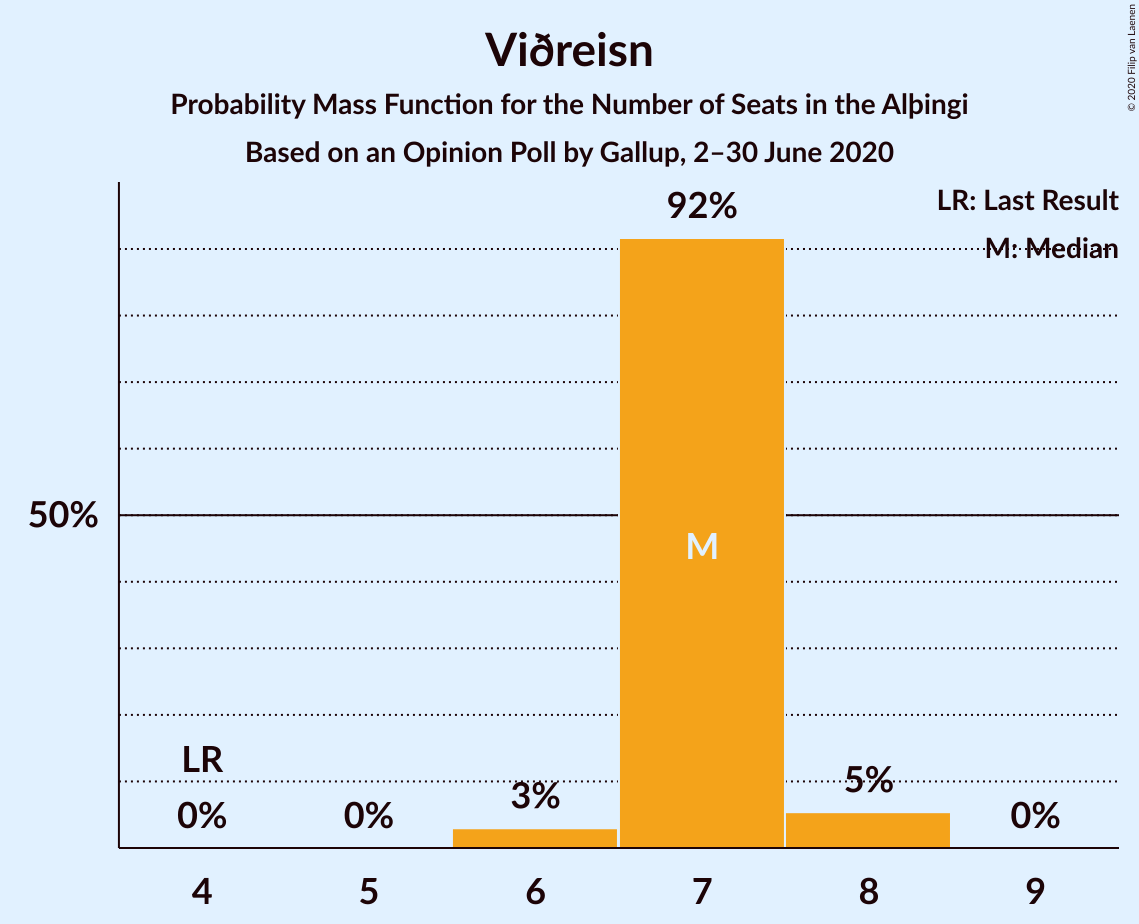 Viðreisn
Probability Mass Function for the Number of Seats in the Alþingi
Based on an Opinion Poll by Gallup, 2–30 June 2020
© 2020 Filip van Laenen
LR: Last Result
M: Median
92%
50%
M
LR
0%
0%
3%
5%
0%
4 5 6 7 8 9